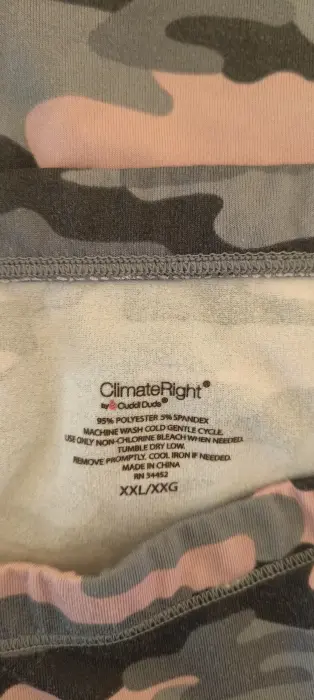 ClimateRight®
by Cuddl Duds®
95% POLYESTER 5% SPANDEX
MACHINE WASH COLD GENTLE CYCLE.
USE ONLY NON-CHLORINE BLEACH WHEN NEEDED.
TUMBLE DRY LOW.
REMOVE PROMPTLY. COOL IRON IF NEEDED.
MADE IN CHINA
RN 54452
XXL/XXG